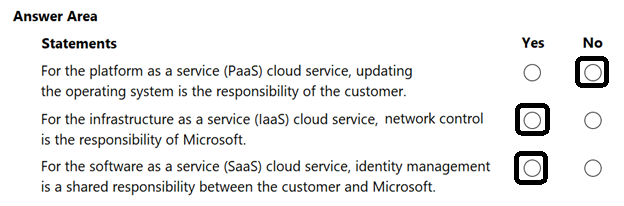 Answer Area
Statements Yes No
For the platform as a service (PaaS) cloud service, updating
the operating system is the responsibility of the customer.
For the infrastructure as a service (IaaS) cloud service, network control
is the responsibility of Microsoft.
For the software as a service (SaaS) cloud service, identity management
is a shared responsibility between the customer and Microsoft.